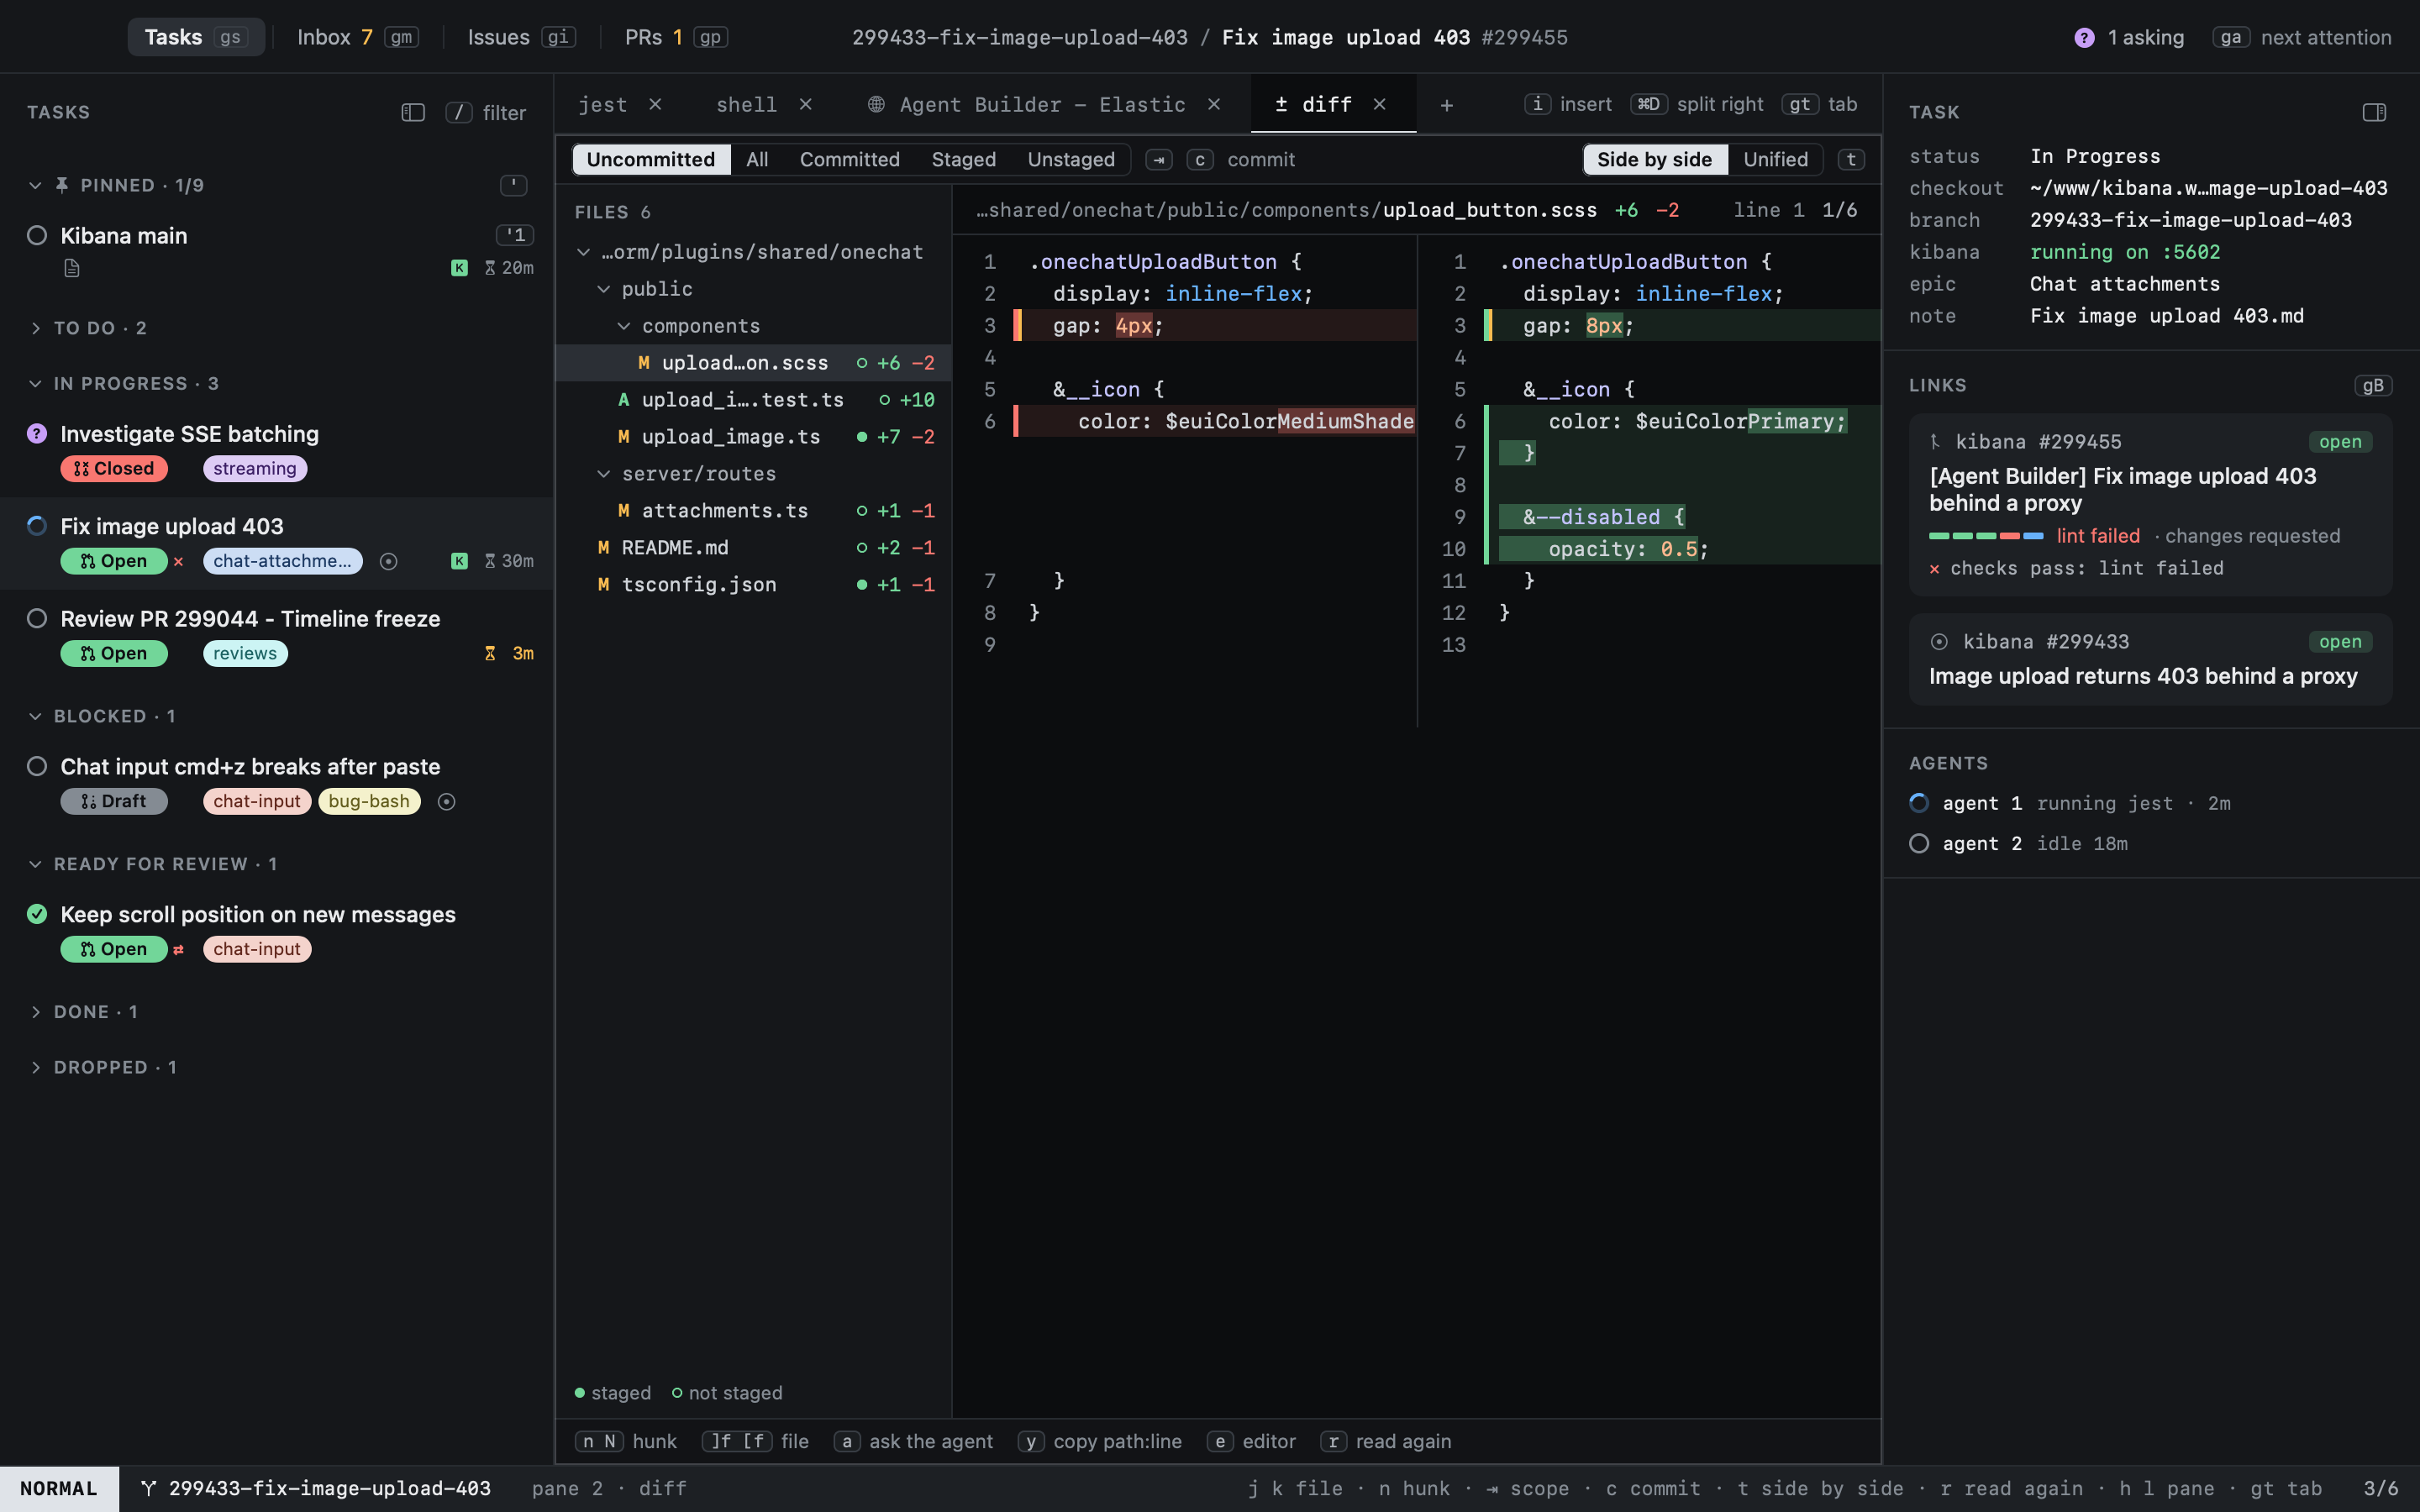 Tasks gs Inbox 7 gm Issues gi PRs 1 gp 299433-fix-image-upload-403 / Fix image upload 403 #299455 ? 1 asking ga next attention
TASKS / filter
PINNED · 1/9 '
Kibana main '1
K 20m
TO DO · 2
IN PROGRESS · 3
? Investigate SSE batching
Closed streaming
Fix image upload 403
Open × chat-attachme... K 30m
Review PR 299044 - Timeline freeze
Open reviews 3m
BLOCKED · 1
Chat input cmd+z breaks after paste
Draft chat-input bug-bash
READY FOR REVIEW · 1
Keep scroll position on new messages
Open ⇄ chat-input
DONE · 1
DROPPED · 1
jest × shell × Agent Builder – Elastic × ± diff × + i insert ⌘D split right gt tab
Uncommitted All Committed Staged Unstaged ⇥ c commit Side by side Unified t
FILES 6
…orm/plugins/shared/onechat
public
components
M upload…on.scss +6 −2
A upload_i….test.ts +10
M upload_image.ts +7 −2
server/routes
M attachments.ts +1 −1
M README.md +2 −1
M tsconfig.json +1 −1
staged not staged
…shared/onechat/public/components/upload_button.scss +6 −2 line 1 1/6
1 .onechatUploadButton {
2 display: inline-flex;
3 gap: 4px;
4
5 &__icon {
6 color: $euiColorMediumShade
7 }
8 }
9
1 .onechatUploadButton {
2 display: inline-flex;
3 gap: 8px;
4
5 &__icon {
6 color: $euiColorPrimary;
7 }
8
9 &--disabled {
10 opacity: 0.5;
11 }
12 }
13
n N hunk ]f [f file a ask the agent y copy path:line e editor r read again
TASK
status In Progress
checkout ~/www/kibana.w…mage-upload-403
branch 299433-fix-image-upload-403
kibana running on :5602
epic Chat attachments
note Fix image upload 403.md
LINKS gB
kibana #299455 open
[Agent Builder] Fix image upload 403
behind a proxy
lint failed · changes requested
× checks pass: lint failed
kibana #299433 open
Image upload returns 403 behind a proxy
AGENTS
agent 1 running jest · 2m
agent 2 idle 18m
NORMAL 299433-fix-image-upload-403 pane 2 · diff j k file · n hunk · ⇥ scope · c commit · t side by side · r read again · h l pane · gt tab 3/6